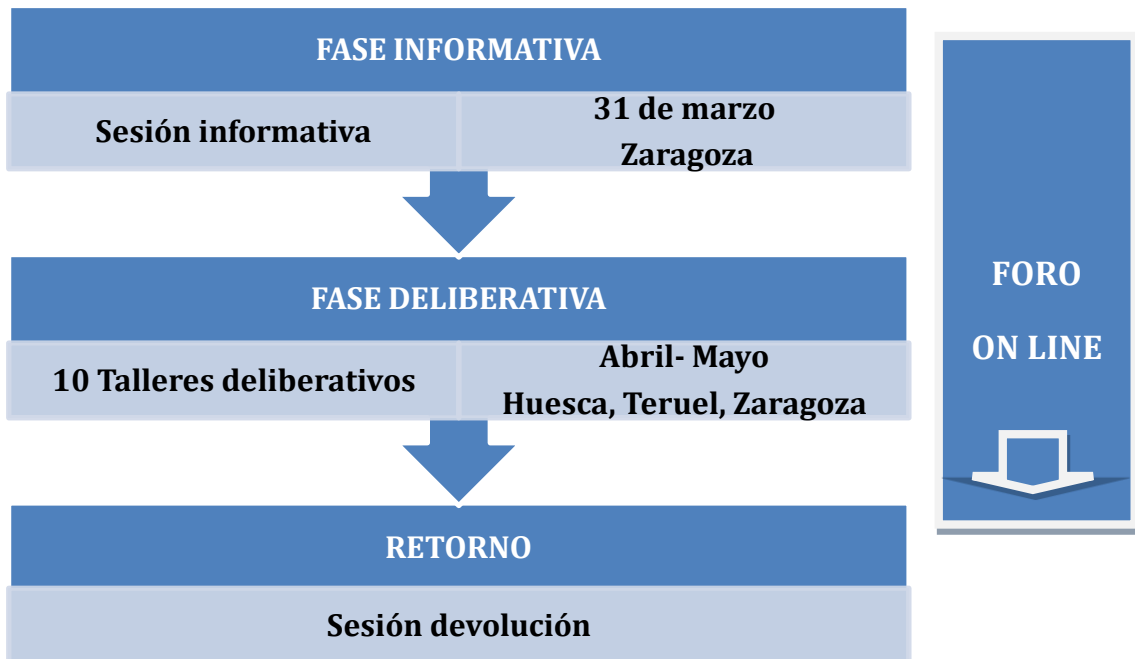 FASE INFORMATIVA
Sesión informativa
31 de marzo
Zaragoza
FASE DELIBERATIVA
10 Talleres deliberativos
Abril- Mayo
Huesca, Teruel, Zaragoza
RETORNO
Sesión devolución
FORO
ON LINE